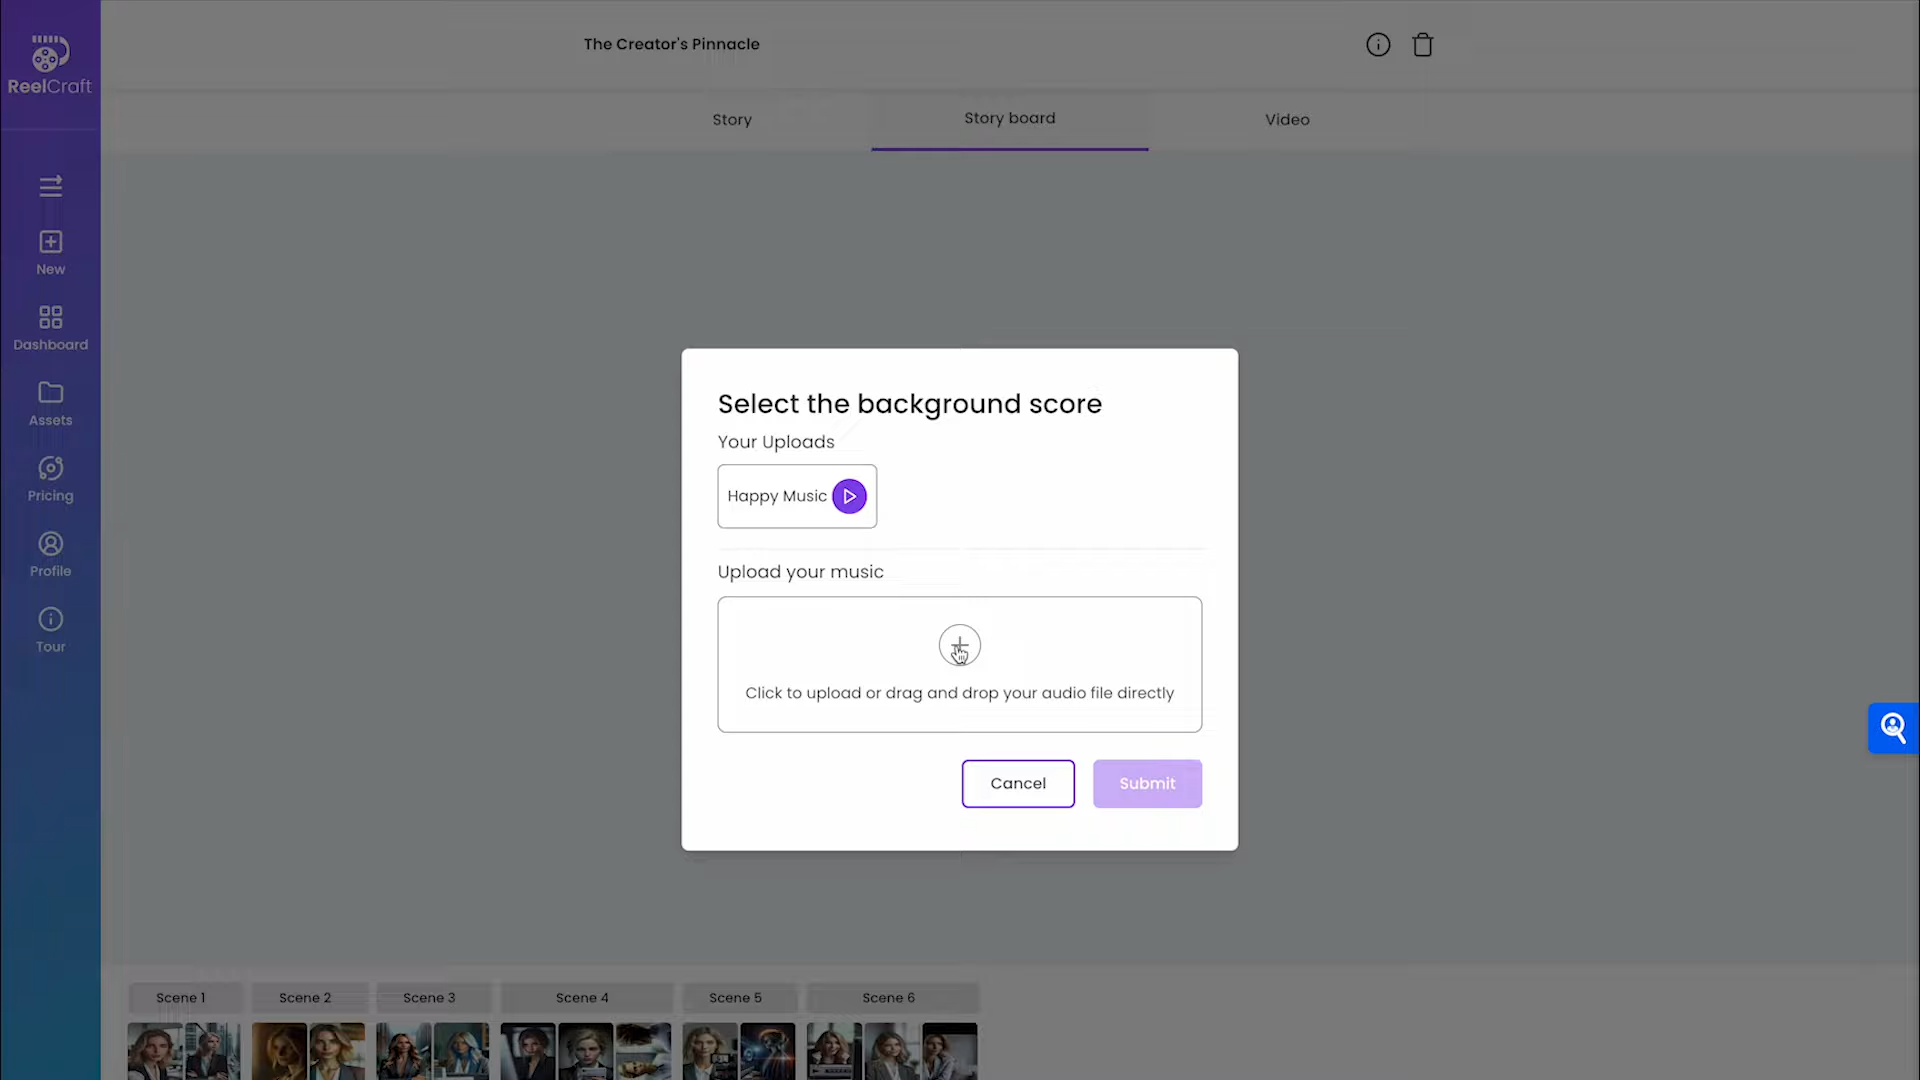 ReelCraft
The Creator's Pinnacle
Story
Story board
Video
New
Dashboard
Assets
Pricing
Profile
Tour
Select the background score
Your Uploads
Happy Music
Upload your music
Click to upload or drag and drop your audio file directly
Cancel
Submit
Scene 1
Scene 2
Scene 3
Scene 4
Scene 5
Scene 6